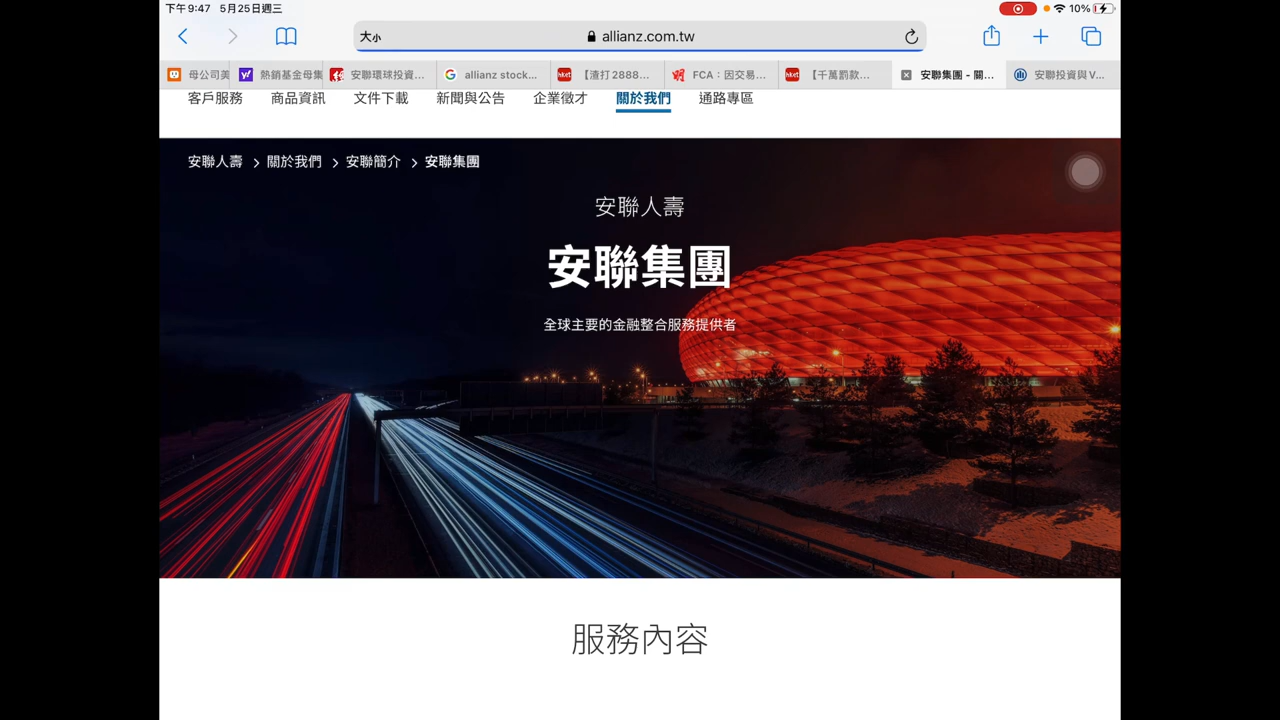 下午9:47 5月25日週三
10%
大小
allianz.com.tw
母公司美
熱銷基金母集
安聯環球投資...
allianz stock...
【渣打2888...
FCA：因交易...
【千萬罰款...
安聯集團 - 關...
安聯投資與V...
客戶服務 商品資訊 文件下載 新聞與公告 企業徵才 關於我們 通路專區
安聯人壽 > 關於我們 > 安聯簡介 > 安聯集團
安聯人壽
安聯集團
全球主要的金融整合服務提供者
服務內容